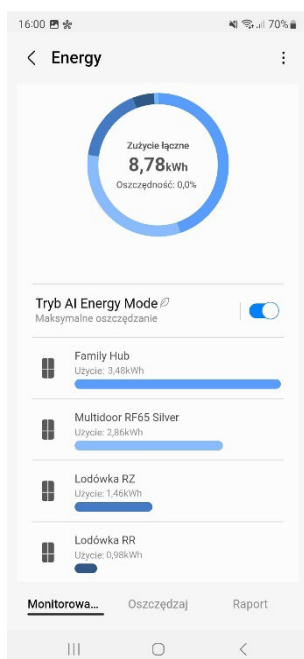 16:00 70%
Energy
Zużycie łączne
8,78kWh
Oszczędność: 0,0%
Tryb AI Energy Mode
Maksymalne oszczędzanie
Family Hub
Użycie: 3,48kWh
Multidoor RF65 Silver
Użycie: 2,86kWh
Lodówka RZ
Użycie: 1,46kWh
Lodówka RR
Użycie: 0,98kWh
Monitorowa... Oszczędzaj Raport